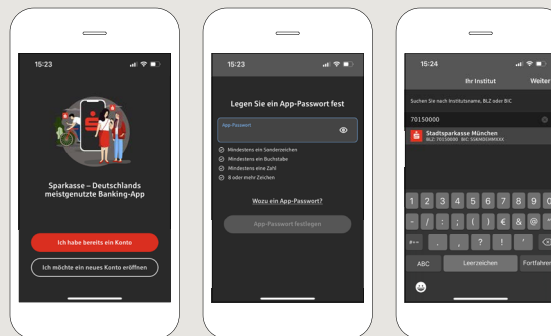 15:23
Sparkasse – Deutschlands
meistgenutzte Banking-App
Ich habe bereits ein Konto
Ich möchte ein neues Konto eröffnen
15:23
Legen Sie ein App-Passwort fest
App-Passwort
Mindestens ein Sonderzeichen
Mindestens ein Buchstabe
Mindestens eine Zahl
8 oder mehr Zeichen
Wozu ein App-Passwort?
App-Passwort festlegen
15:24
Ihr Institut
Weiter
Suchen Sie nach Institutsname, BLZ oder BIC
70150000
Stadtsparkasse München
BLZ: 70150000 BIC: SSKMDEMMXXX
1 2 3 4 5 6 7 8 9 0
- / : ; ( ) € & @ "
#+= . , ? ! '
ABC Leerzeichen Fortfahren